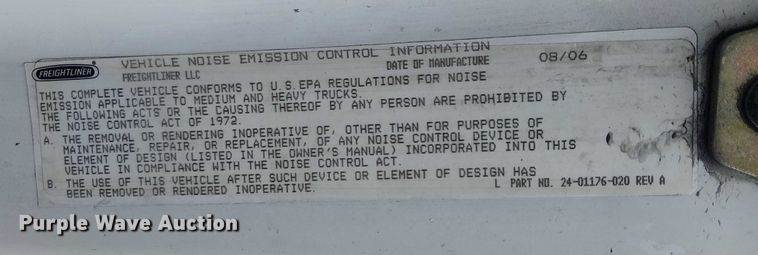 FREIGHTLINER
VEHICLE NOISE EMISSION CONTROL INFORMATION
FREIGHTLINER LLC
DATE OF MANUFACTURE 08/06
THIS COMPLETE VEHICLE CONFORMS TO U.S.EPA REGULATIONS FOR NOISE
EMISSION APPLICABLE TO MEDIUM AND HEAVY TRUCKS.
THE FOLLOWING ACTS OR THE CAUSING THEREOF BY ANY PERSON ARE PROHIBITED BY
THE NOISE CONTROL ACT OF 1972.
A. THE REMOVAL OR RENDERING INOPERATIVE OF, OTHER THAN FOR PURPOSES OF
MAINTENANCE, REPAIR, OR REPLACEMENT, OF ANY NOISE CONTROL DEVICE OR
ELEMENT OF DESIGN (LISTED IN THE OWNER'S MANUAL) INCORPORATED INTO THIS
VEHICLE IN COMPLIANCE WITH THE NOISE CONTROL ACT.
B. THE USE OF THIS VEHICLE AFTER SUCH DEVICE OR ELEMENT OF DESIGN HAS
BEEN REMOVED OR RENDERED INOPERATIVE.
L PART NO. 24-01176-020 REV A
Purple Wave Auction